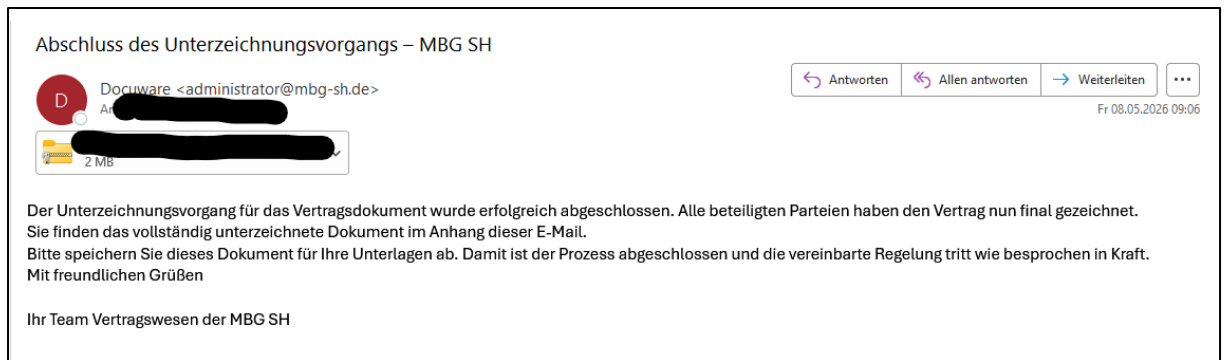 Abschluss des Unterzeichnungsvorgangs – MBG SH
Antworten
Allen antworten
Weiterleiten
D
Docuware <administrator@mbg-sh.de>
Fr 08.05.2026 09:06
2 MB
Der Unterzeichnungsvorgang für das Vertragsdokument wurde erfolgreich abgeschlossen. Alle beteiligten Parteien haben den Vertrag nun final gezeichnet.
Sie finden das vollständig unterzeichnete Dokument im Anhang dieser E-Mail.
Bitte speichern Sie dieses Dokument für Ihre Unterlagen ab. Damit ist der Prozess abgeschlossen und die vereinbarte Regelung tritt wie besprochen in Kraft.
Mit freundlichen Grüßen
Ihr Team Vertragswesen der MBG SH